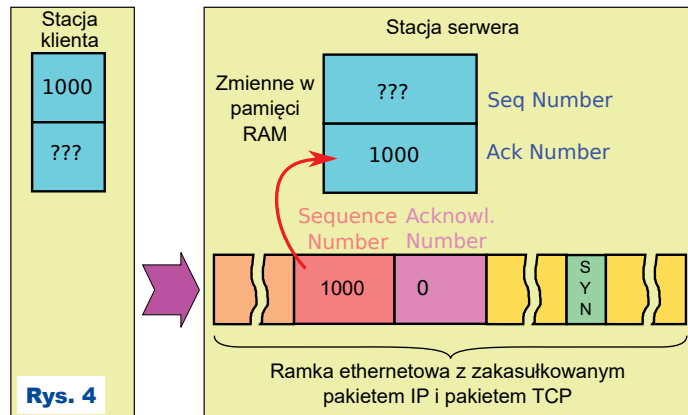 Stacja
klienta
1000
???
Rys. 4
Stacja serwera
Zmienne w
pamięci
RAM
???
Seq Number
1000
Ack Number
Sequence
Number
Acknowl.
Number
1000
0
S
Y
N
Ramka ethernetowa z zakasułkowanym
pakietem IP i pakietem TCP